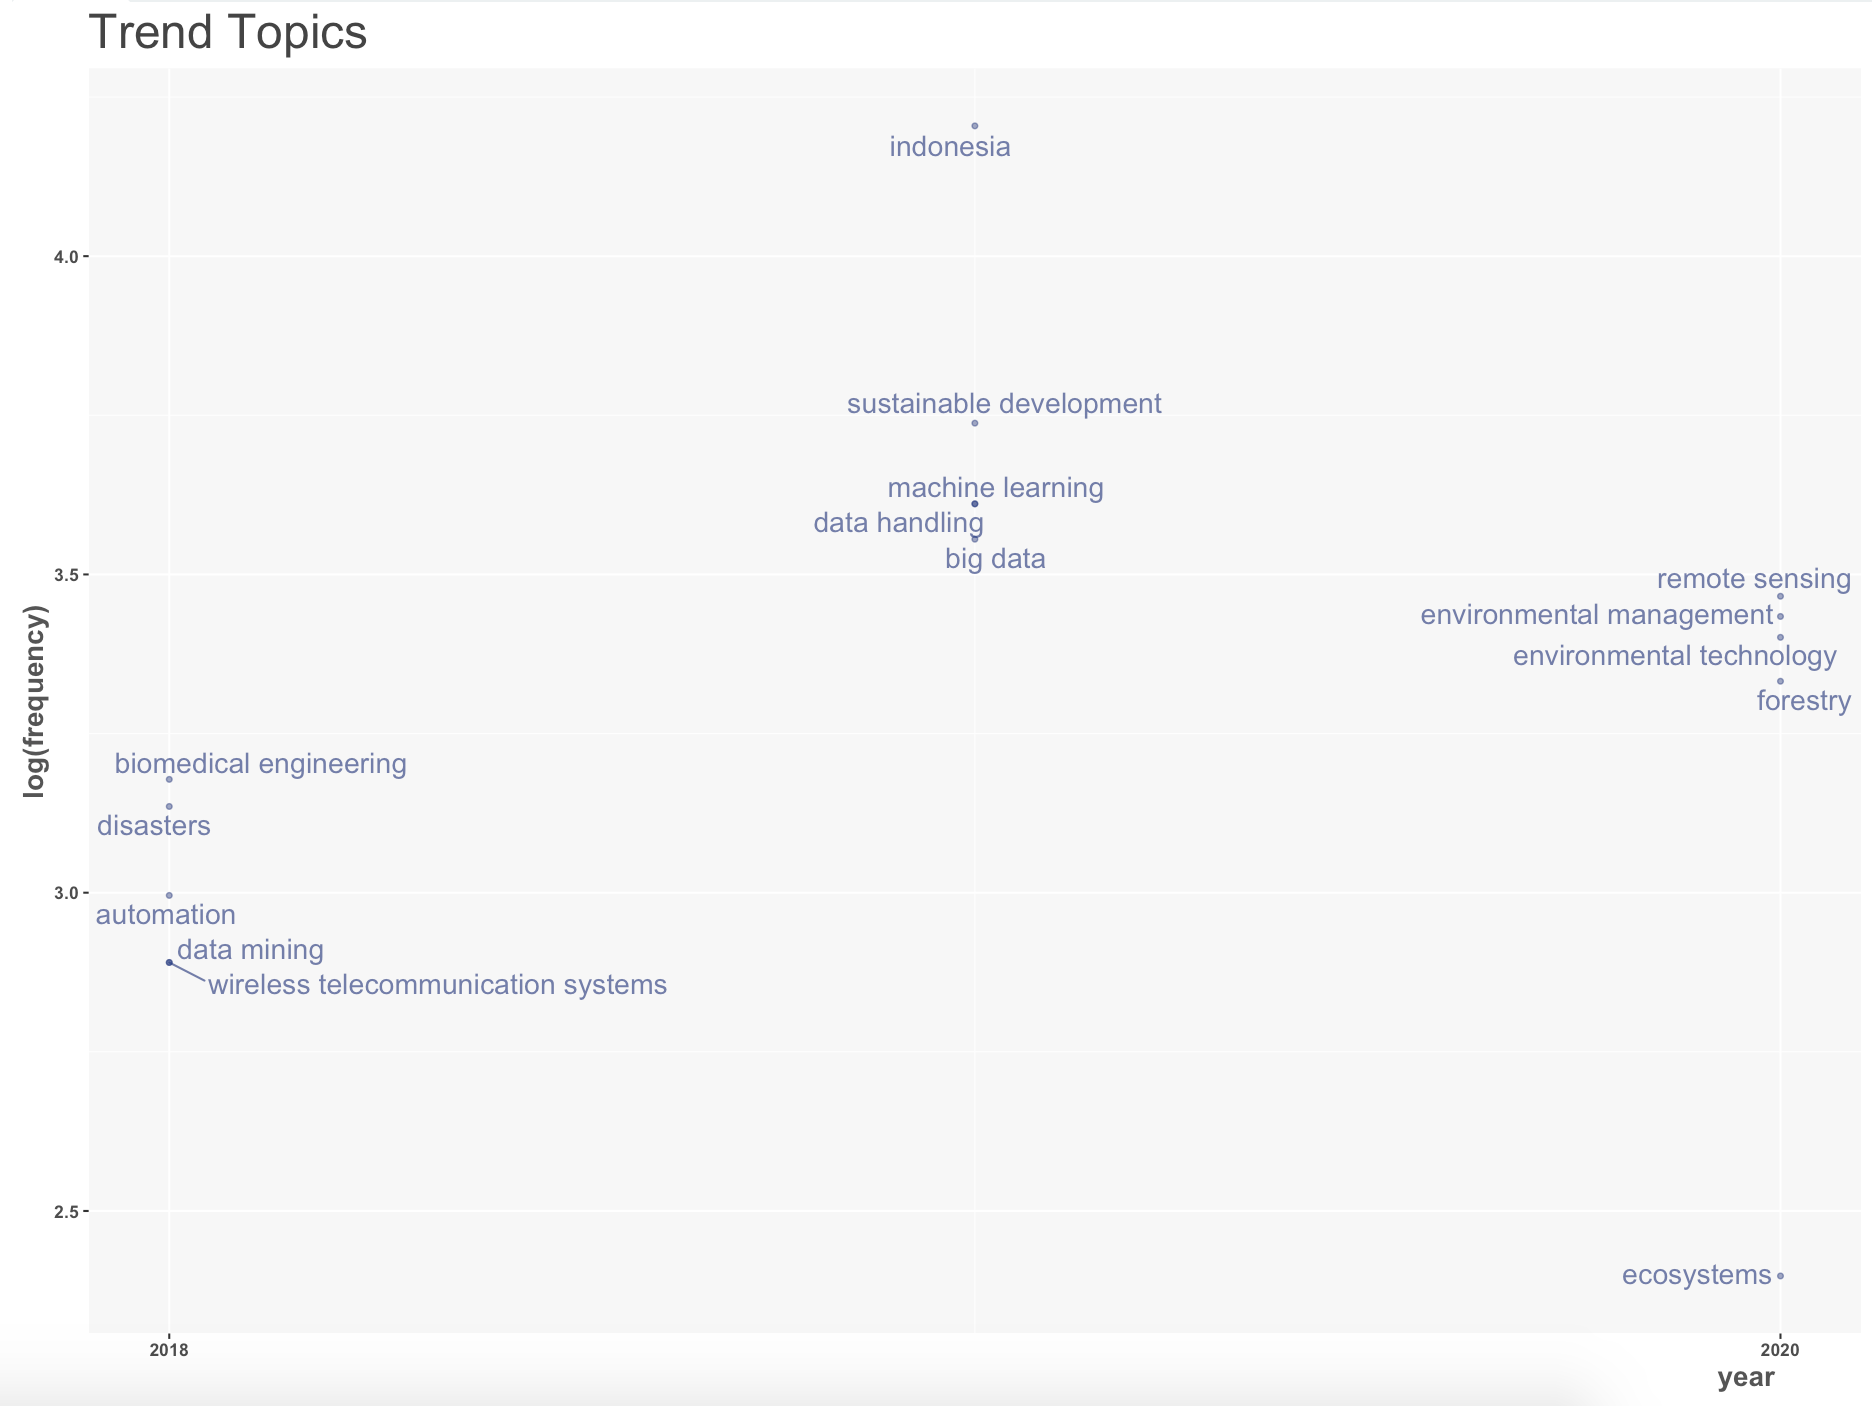 Trend Topics
indonesia
4.0
sustainable development
machine learning
data handling
big data
3.5
remote sensing
environmental management
environmental technology
forestry
log(frequency)
biomedical engineering
disasters
3.0
automation
data mining
wireless telecommunication systems
2.5
ecosystems
2018
2020
year